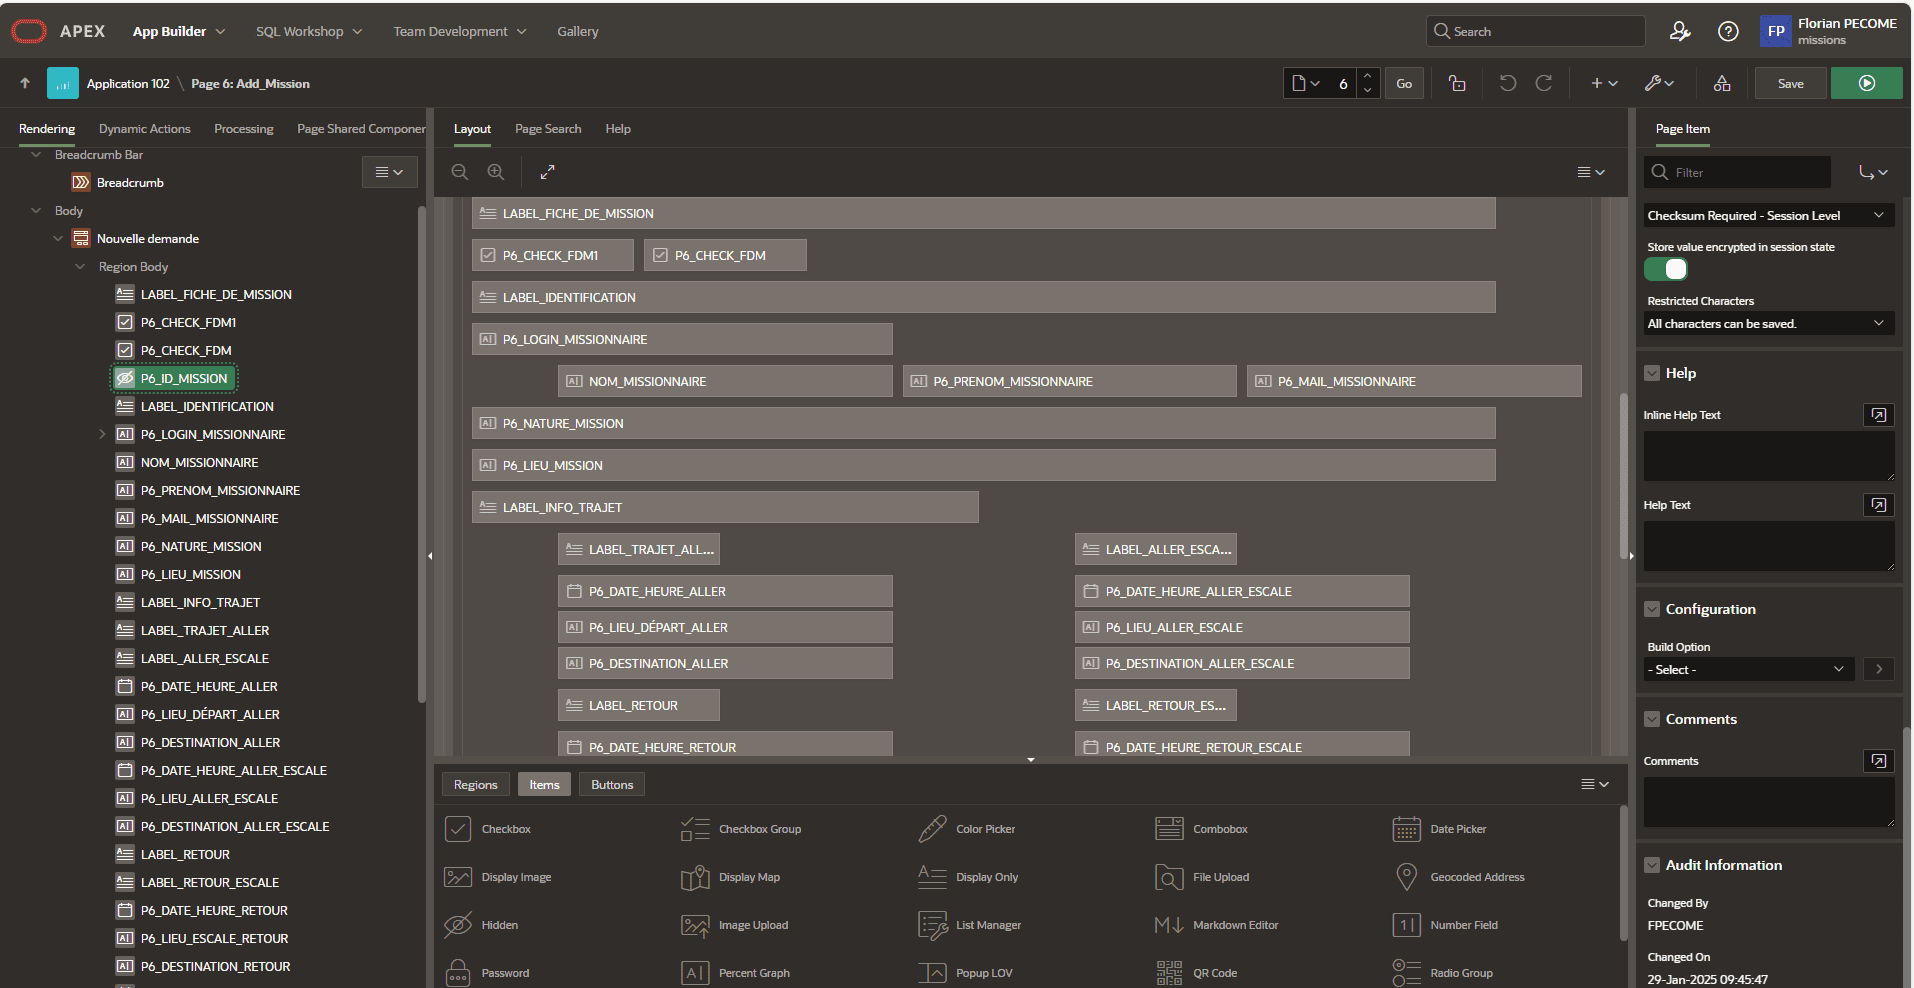 APEX
App Builder
SQL Workshop
Team Development
Gallery
Search
FP
Florian PECOME
missions
Application 102
\
Page 6: Add_Mission
6
Go
Save
Rendering
Dynamic Actions
Processing
Page Shared Componer
Breadcrumb Bar
Breadcrumb
Body
Nouvelle demande
Region Body
LABEL_FICHE_DE_MISSION
P6_CHECK_FDM1
P6_CHECK_FDM
P6_ID_MISSION
LABEL_IDENTIFICATION
P6_LOGIN_MISSIONNAIRE
NOM_MISSIONNAIRE
P6_PRENOM_MISSIONNAIRE
P6_MAIL_MISSIONNAIRE
P6_NATURE_MISSION
P6_LIEU_MISSION
LABEL_INFO_TRAJET
LABEL_TRAJET_ALLER
LABEL_ALLER_ESCALE
P6_DATE_HEURE_ALLER
P6_LIEU_DÉPART_ALLER
P6_DESTINATION_ALLER
P6_DATE_HEURE_ALLER_ESCALE
P6_LIEU_ALLER_ESCALE
P6_DESTINATION_ALLER_ESCALE
LABEL_RETOUR
LABEL_RETOUR_ESCALE
P6_DATE_HEURE_RETOUR
P6_LIEU_ESCALE_RETOUR
P6_DESTINATION_RETOUR
Layout
Page Search
Help
LABEL_FICHE_DE_MISSION
P6_CHECK_FDM1
P6_CHECK_FDM
LABEL_IDENTIFICATION
P6_LOGIN_MISSIONNAIRE
NOM_MISSIONNAIRE
P6_PRENOM_MISSIONNAIRE
P6_MAIL_MISSIONNAIRE
P6_NATURE_MISSION
P6_LIEU_MISSION
LABEL_INFO_TRAJET
LABEL_TRAJET_ALL...
LABEL_ALLER_ESCA...
P6_DATE_HEURE_ALLER
P6_DATE_HEURE_ALLER_ESCALE
P6_LIEU_DÉPART_ALLER
P6_LIEU_ALLER_ESCALE
P6_DESTINATION_ALLER
P6_DESTINATION_ALLER_ESCALE
LABEL_RETOUR
LABEL_RETOUR_ES...
P6_DATE_HEURE_RETOUR
P6_DATE_HEURE_RETOUR_ESCALE
Regions
Items
Buttons
Checkbox
Checkbox Group
Color Picker
Combobox
Date Picker
Display Image
Display Map
Display Only
File Upload
Geocoded Address
Hidden
Image Upload
List Manager
Markdown Editor
Number Field
Password
Percent Graph
Popup LOV
QR Code
Radio Group
Page Item
Filter
Checksum Required - Session Level
Store value encrypted in session state
Restricted Characters
All characters can be saved.
Help
Inline Help Text
Help Text
Configuration
Build Option
- Select -
Comments
Comments
Audit Information
Changed By
FPECOME
Changed On
29-Jan-2025 09:45:47